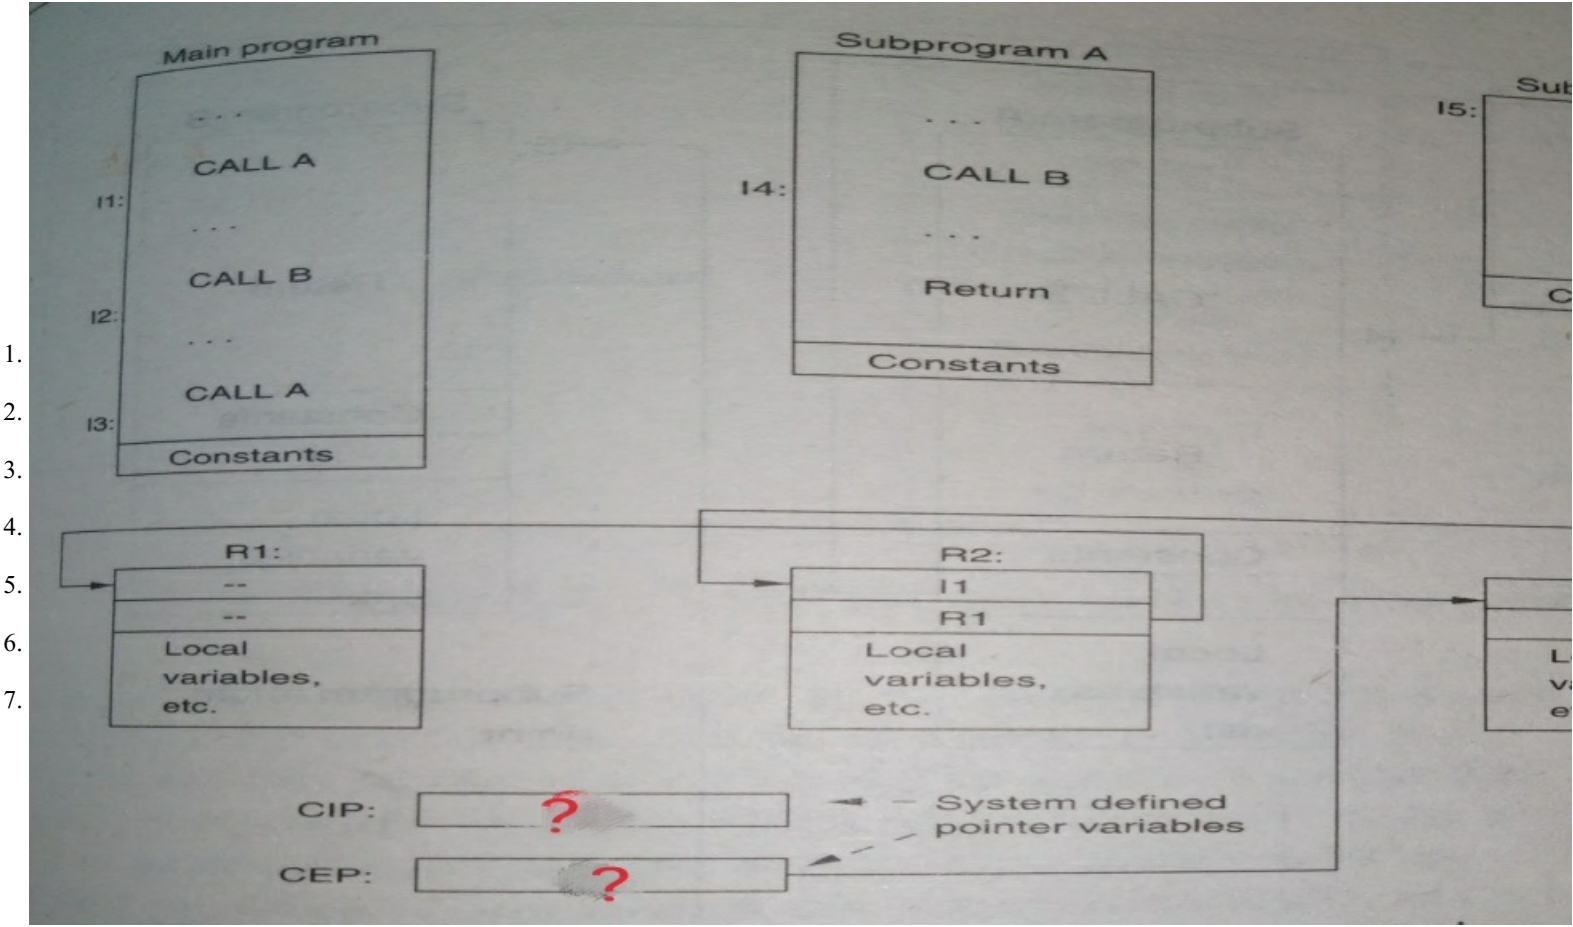 Main program
...
CALL A
I1:
...
CALL B
I2:
...
CALL A
I3:
Constants
Subprogram A
...
CALL B
I4:
...
Return
Constants
Sub
I5:
C
1.
2.
3.
4.
5.
6.
7.
R1:
--
--
Local
variables,
etc.
R2:
I1
R1
Local
variables,
etc.
L
va
e
CIP:
?
CEP:
?
System defined
pointer variables